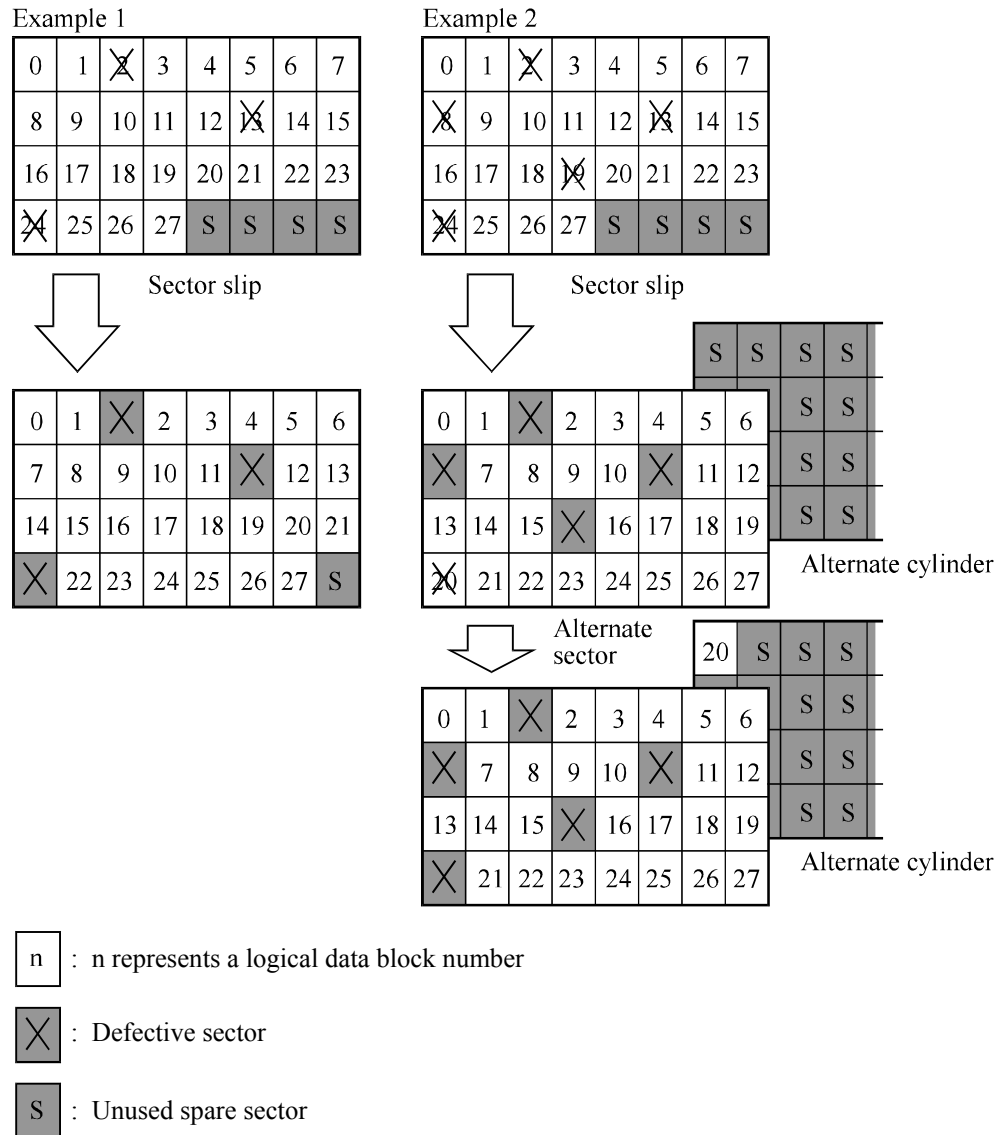 Example 1
0 1 2 3 4 5 6 7
8 9 10 11 12 13 14 15
16 17 18 19 20 21 22 23
24 25 26 27 S S S S
Sector slip
0 1 X 2 3 4 5 6
7 8 9 10 11 X 12 13
14 15 16 17 18 19 20 21
X 22 23 24 25 26 27 S
Example 2
0 1 2 3 4 5 6 7
8 9 10 11 12 13 14 15
16 17 18 19 20 21 22 23
24 25 26 27 S S S S
Sector slip
0 1 X 2 3 4 5 6
X 7 8 9 10 X 11 12
13 14 15 X 16 17 18 19
20 21 22 23 24 25 26 27
S S S S
S S
S S
S S
Alternate cylinder
Alternate
sector
0 1 X 2 3 4 5 6
X 7 8 9 10 X 11 12
13 14 15 X 16 17 18 19
X 21 22 23 24 25 26 27
20 S S S
S S
S S
S S
Alternate cylinder
n : n represents a logical data block number
X : Defective sector
S : Unused spare sector